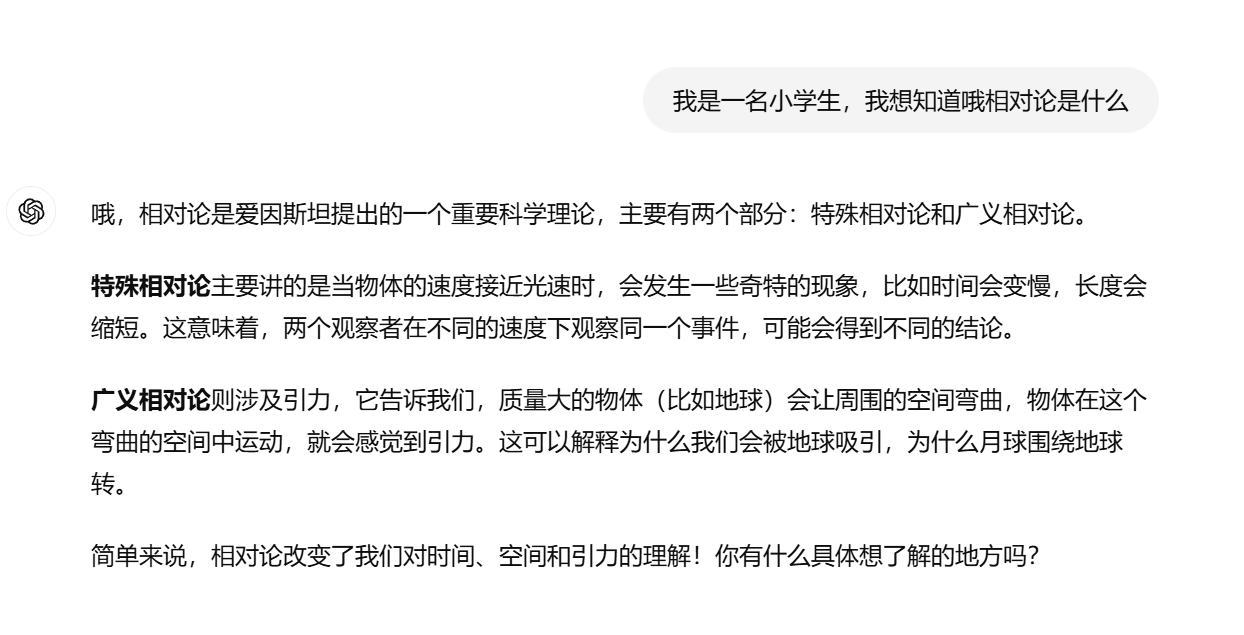 我是一名小学生，我想知道哦相对论是什么
哦，相对论是爱因斯坦提出的一个重要科学理论，主要有两个部分：特殊相对论和广义相对论。
特殊相对论主要讲的是当物体的速度接近光速时，会发生一些奇特的现象，比如时间会变慢，长度会
缩短。这意味着，两个观察者在不同的速度下观察同一个事件，可能会得到不同的结论。
广义相对论则涉及引力，它告诉我们，质量大的物体（比如地球）会让周围的空间弯曲，物体在这个
弯曲的空间中运动，就会感觉到引力。这可以解释为什么我们会被地球吸引，为什么月球围绕地球
转。
简单来说，相对论改变了我们对时间、空间和引力的理解！你有什么具体想了解的地方吗？